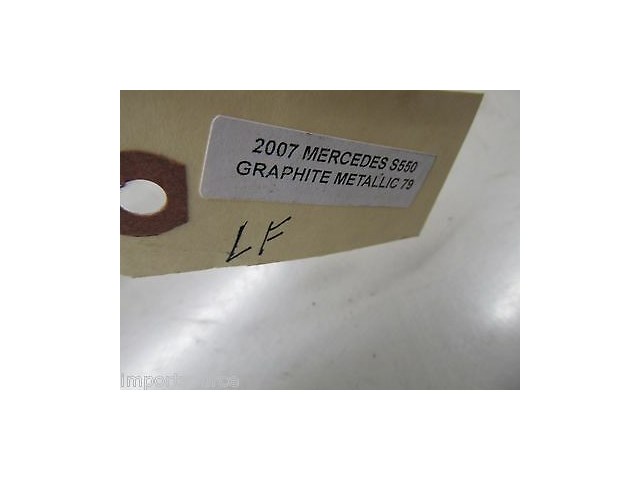 2007 MERCEDES S550
GRAPHITE METALLIC 79
LF